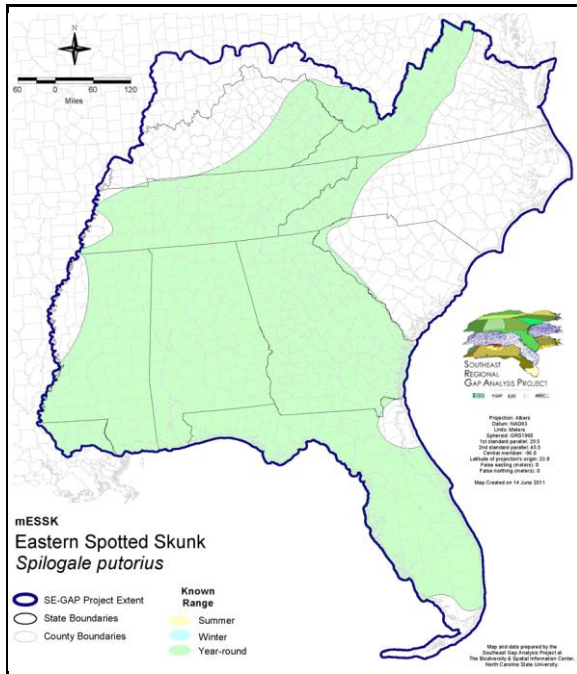 N
60 0 60 120
Miles
SOUTHEAST
REGIONAL
GAP ANALYSIS PROJECT
Projection: Albers
Datum: NAD83
Units: Meters
Spheroid: GRS1980
1st standard parallel: 29.5
2nd standard parallel: 45.5
Central meridian: -96.0
Latitude of projection's origin: 23.0
False easting (meters): 0
False northing (meters): 0
Map Created on 14 June 2011
mESSK
Eastern Spotted Skunk
Spilogale putorius
SE-GAP Project Extent
State Boundaries
County Boundaries
Known
Range
Summer
Winter
Year-round
Map and data prepared by the
Southeast Gap Analysis Project at
The Biodiversity & Spatial Information Center,
North Carolina State University.